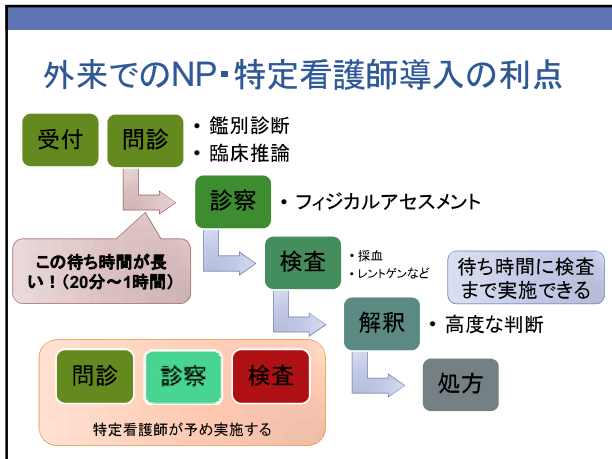 外来でのNP・特定看護師導入の利点
受付
問診
・鑑別診断
・臨床推論
診察
・フィジカルアセスメント
この待ち時間が長
い！（20分～1時間）
検査
・採血
・レントゲンなど
待ち時間に検査
まで実施できる
解釈
・高度な判断
処方
問診
診察
検査
特定看護師が予め実施する